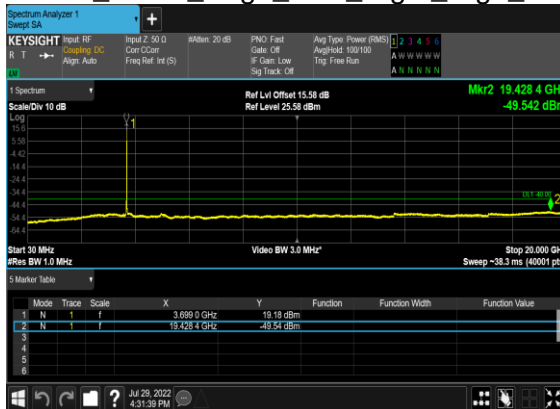 Spectrum Analyzer 1
Swept SA
+
KEYSIGHT Input: RF Input Z: 50 Ω #Atten: 20 dB PNO: Fast Avg Type: Power (RMS) 1 2 3 4 5 6
R T Coupling: DC Corr CCorr Gate: Off Avg|Hold: 100/100 A W W W W W
Align: Auto Freq Ref: Int (S) IF Gain: Low Trig: Free Run
LXI Sig Track: Off A N N N N N
1 Spectrum
Scale/Div 10 dB Ref Lvl Offset 15.58 dB Mkr2 19.428 4 GHz
Ref Level 25.58 dBm -49.542 dBm
Log
15.6
5.58
-4.42
-14.4
-24.4
-34.4
-44.4
-54.4
-64.4
1
2
Start 30 MHz Video BW 3.0 MHz* Stop 20.000 GH
#Res BW 1.0 MHz Sweep ~38.3 ms (40001 pts
5 Marker Table
Mode Trace Scale X Y Function Function Width Function Value
1 N 1 f 3.699 0 GHz 19.18 dBm
2 N 1 f 19.428 4 GHz -49.54 dBm
3
4
5
6
? Jul 29, 2022
4:31:39 PM